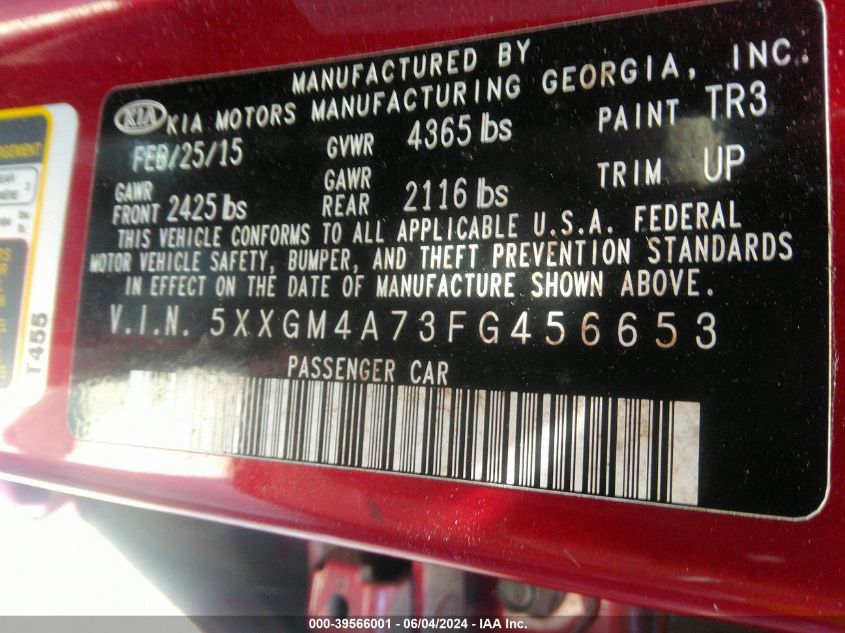 MANUFACTURED BY
KIA KIA MOTORS MANUFACTURING GEORGIA, INC.
FEB/25/15 GVWR 4365 lbs PAINT TR3
GAWR FRONT 2425 lbs GAWR REAR 2116 lbs TRIM UP
THIS VEHICLE CONFORMS TO ALL APPLICABLE U.S.A. FEDERAL
MOTOR VEHICLE SAFETY, BUMPER, AND THEFT PREVENTION STANDARDS
IN EFFECT ON THE DATE OF MANUFACTURE SHOWN ABOVE.
V.I.N. 5XXGM4A73FG456653
PASSENGER CAR
T455
000-39566001 - 06/04/2024 - IAA Inc.